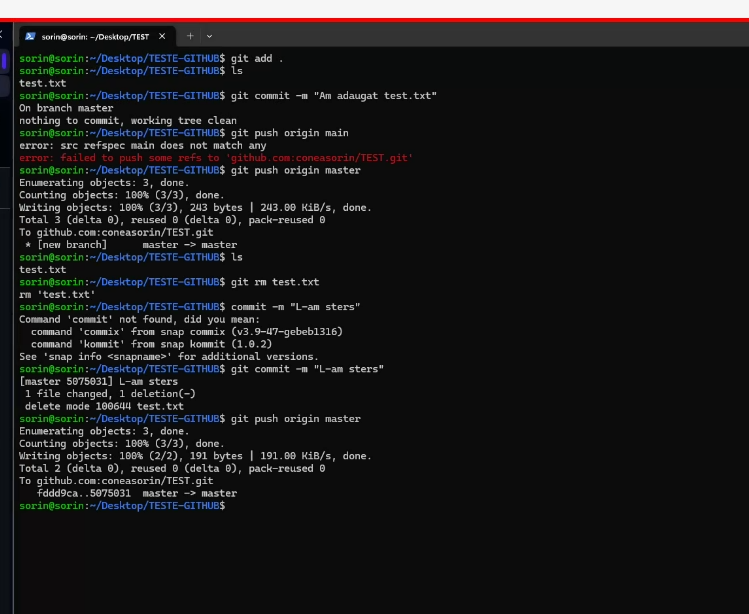 sorin@sorin: ~/Desktop/TEST
sorin@sorin:~/Desktop/TESTE-GITHUB$ git add .
sorin@sorin:~/Desktop/TESTE-GITHUB$ ls
test.txt
sorin@sorin:~/Desktop/TESTE-GITHUB$ git commit -m "Am adaugat test.txt"
On branch master
nothing to commit, working tree clean
sorin@sorin:~/Desktop/TESTE-GITHUB$ git push origin main
error: src refspec main does not match any
error: failed to push some refs to 'github.com:coneasorin/TEST.git'
sorin@sorin:~/Desktop/TESTE-GITHUB$ git push origin master
Enumerating objects: 3, done.
Counting objects: 100% (3/3), done.
Writing objects: 100% (3/3), 243 bytes | 243.00 KiB/s, done.
Total 3 (delta 0), reused 0 (delta 0), pack-reused 0
To github.com:coneasorin/TEST.git
 * [new branch]      master -> master
sorin@sorin:~/Desktop/TESTE-GITHUB$ ls
test.txt
sorin@sorin:~/Desktop/TESTE-GITHUB$ git rm test.txt
rm 'test.txt'
sorin@sorin:~/Desktop/TESTE-GITHUB$ commit -m "L-am sters"
Command 'commit' not found, did you mean:
  command 'commix' from snap commix (v3.9-47-gebeb1316)
  command 'kommit' from snap kommit (1.0.2)
See 'snap info <snapname>' for additional versions.
sorin@sorin:~/Desktop/TESTE-GITHUB$ git commit -m "L-am sters"
[master 5075031] L-am sters
 1 file changed, 1 deletion(-)
 delete mode 100644 test.txt
sorin@sorin:~/Desktop/TESTE-GITHUB$ git push origin master
Enumerating objects: 3, done.
Counting objects: 100% (3/3), done.
Writing objects: 100% (2/2), 191 bytes | 191.00 KiB/s, done.
Total 2 (delta 0), reused 0 (delta 0), pack-reused 0
To github.com:coneasorin/TEST.git
   fddd9ca..5075031  master -> master
sorin@sorin:~/Desktop/TESTE-GITHUB$